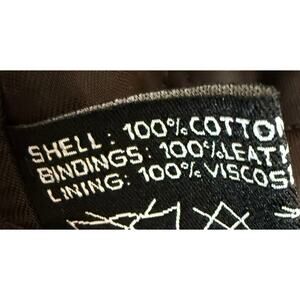 SHELL: 100% COTTO
BINDINGS: 100% LEAT
LINING: 100% VISCOS